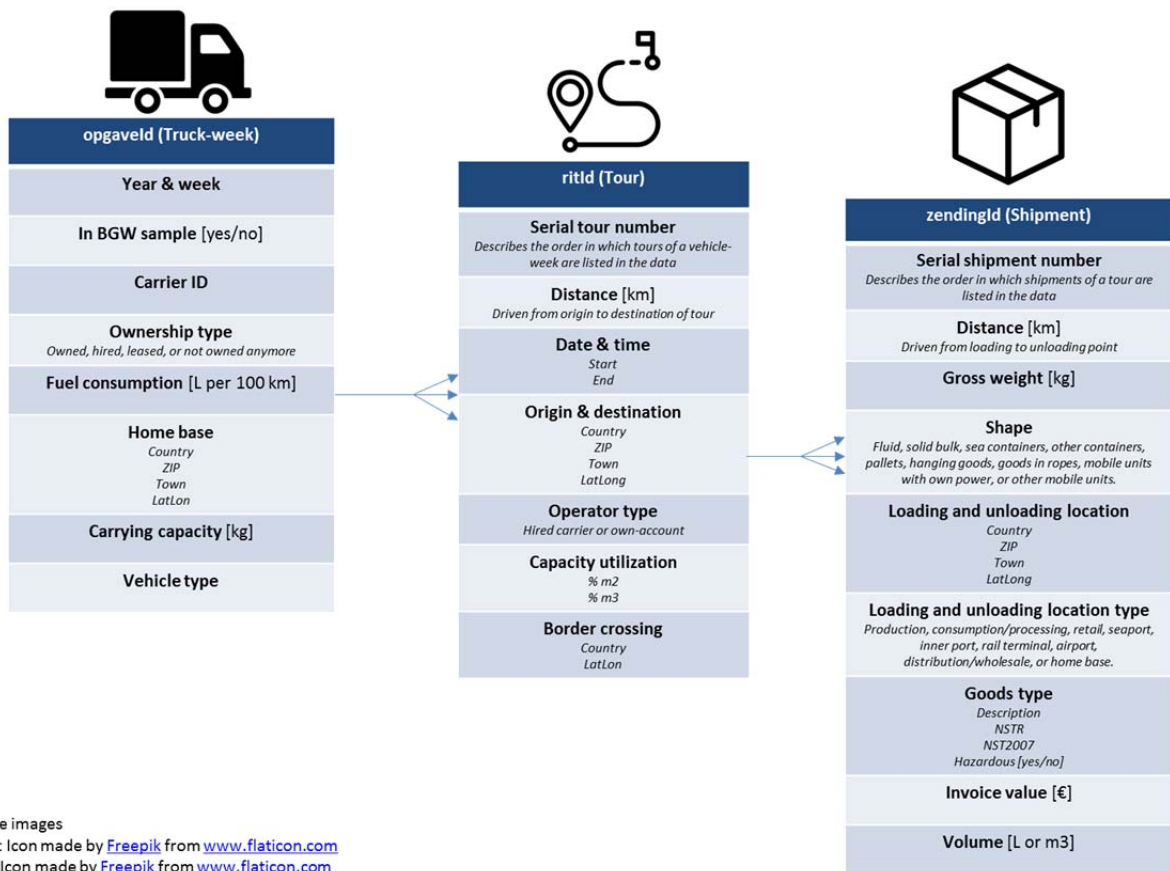 opgaveId (Truck-week)
Year & week
In BGW sample [yes/no]
Carrier ID
Ownership type
Owned, hired, leased, or not owned anymore
Fuel consumption [L per 100 km]
Home base
Country
ZIP
Town
LatLon
Carrying capacity [kg]
Vehicle type
ritId (Tour)
Serial tour number
Describes the order in which tours of a vehicle-
week are listed in the data
Distance [km]
Driven from origin to destination of tour
Date & time
Start
End
Origin & destination
Country
ZIP
Town
LatLong
Operator type
Hired carrier or own-account
Capacity utilization
% m2
% m3
Border crossing
Country
LatLon
zendingId (Shipment)
Serial shipment number
Describes the order in which shipments of a tour are
listed in the data
Distance [km]
Driven from loading to unloading point
Gross weight [kg]
Shape
Fluid, solid bulk, sea containers, other containers,
pallets, hanging goods, goods in ropes, mobile units
with own power, or other mobile units.
Loading and unloading location
Country
ZIP
Town
LatLong
Loading and unloading location type
Production, consumption/processing, retail, seaport,
inner port, rail terminal, airport,
distribution/wholesale, or home base.
Goods type
Description
NSTR
NST2007
Hazardous [yes/no]
Invoice value [€]
Volume [L or m3]
e images
: Icon made by Freepik from www.flaticon.com
Icon made by Freepik from www.flaticon.com